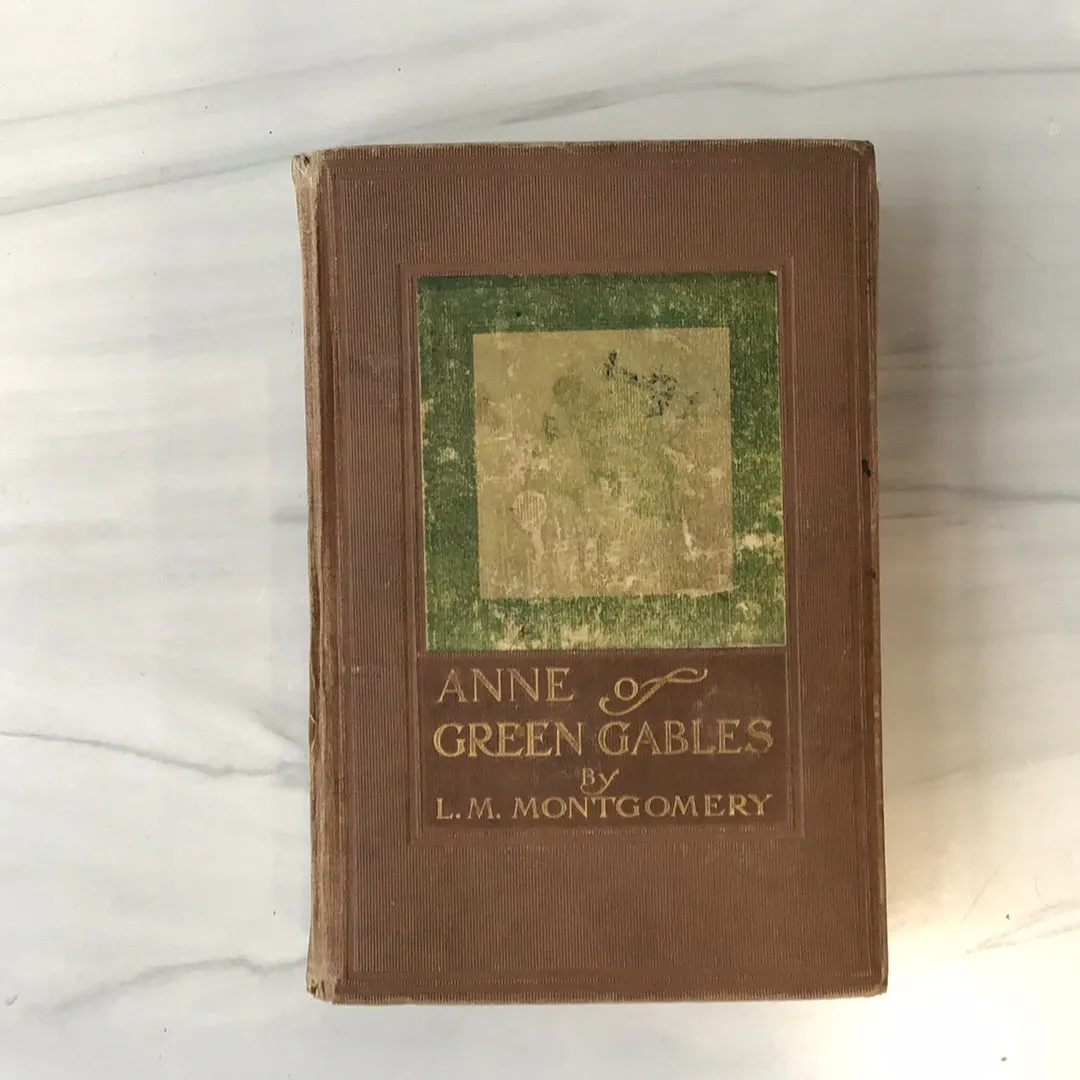 ANNE of
GREEN GABLES
By
L. M. MONTGOMERY